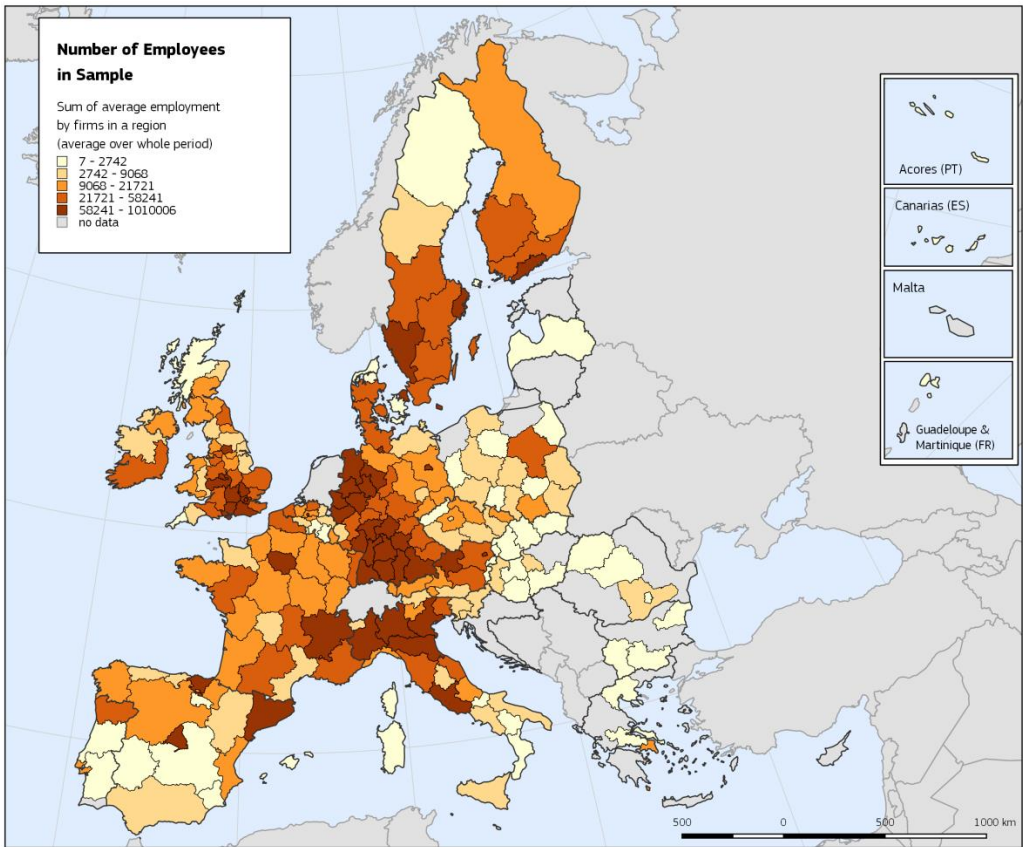 Number of Employees
in Sample
Sum of average employment
by firms in a region
(average over whole period)
7 - 2742
2742 - 9068
9068 - 21721
21721 - 58241
58241 - 1010006
no data
Acores (PT)
Canarias (ES)
Malta
Guadeloupe &
Martinique (FR)
500 0 500 1000 km